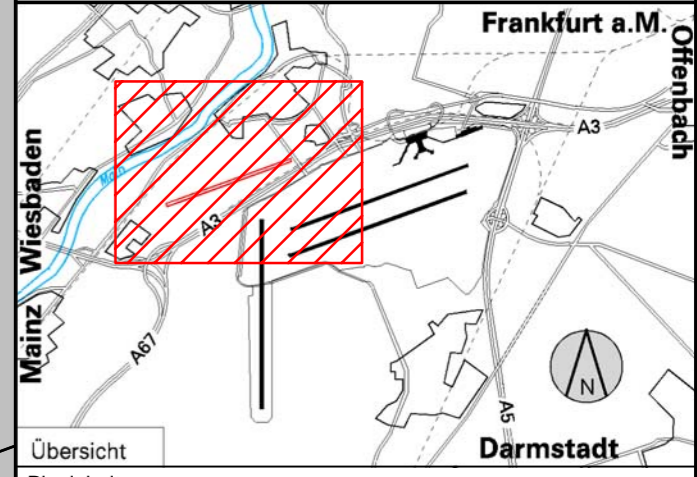 Frankfurt a.M.
Offenbach
A3
Wiesbaden
Main
A3
Mainz
A67
A5
N
Übersicht
Darmstadt